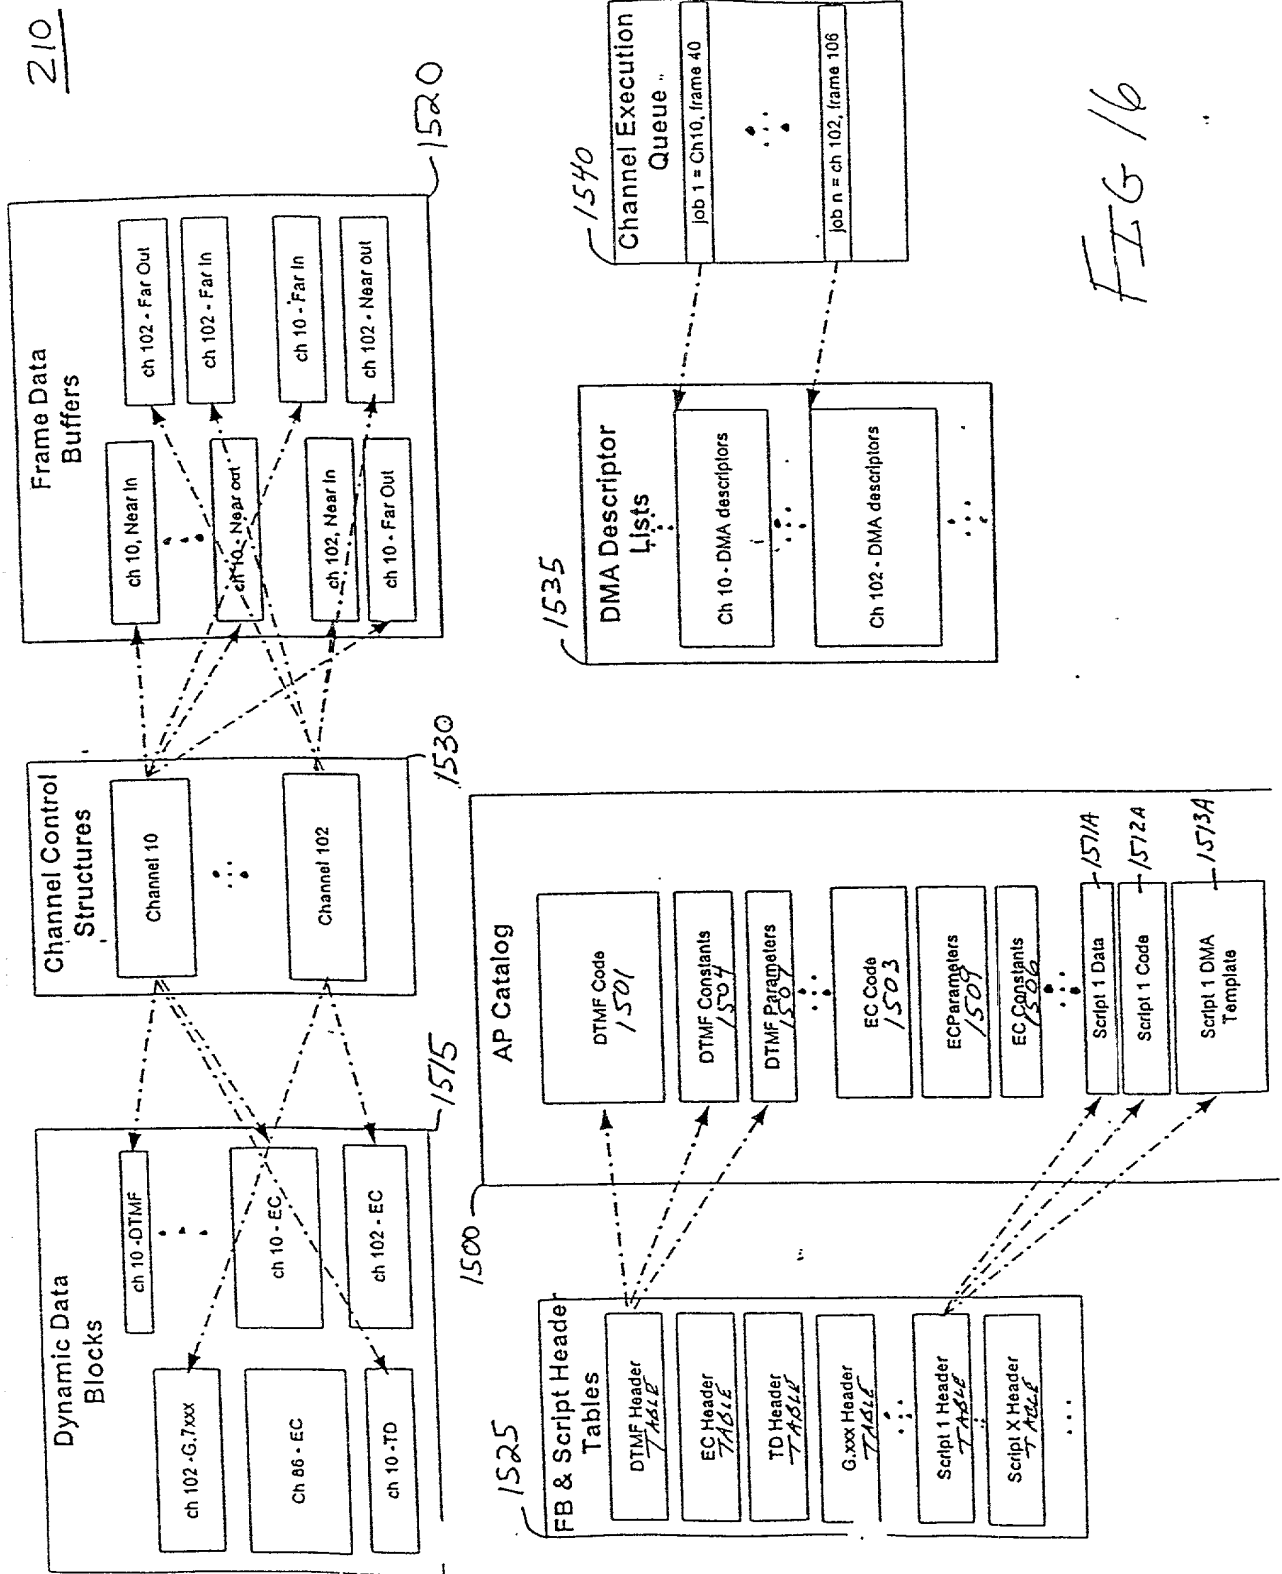 210
Dynamic Data
Blocks
ch 102 -G.7xxx
Ch 86 - EC
ch 10 -TD
ch 10 -DTMF
ch 10 - EC
ch 102 - EC
1515
Channel Control
Structures
Channel 10
Channel 102
1530
Frame Data
Buffers
ch 10, Near In
ch 10 - Near out
ch 102, Near In
ch 10 - Far Out
ch 102 - Far Out
ch 102 - Far In
ch 10 - Far In
ch 102 - Near out
1520
1525
FB & Script Header
Tables
DTMF Header
TABLE
EC Header
TABLE
TD Header
TABLE
G.xxx Header
TABLE
Script 1 Header
TABLE
Script X Header
TABLE
1500
AP Catalog
DTMF Code
1501
DTMF Constants
1504
DTMF Parameters
1507
EC Code
1503
ECParameters
1509
EC Constants
1506
Script 1 Data
1511A
Script 1 Code
1512A
Script 1 DMA
Template
1513A
1535
DMA Descriptor
Lists
Ch 10 - DMA descriptors
Ch 102 - DMA descriptors
1540
Channel Execution
Queue
job 1 = Ch10, frame 40
job n = ch 102, frame 106
FIG 16